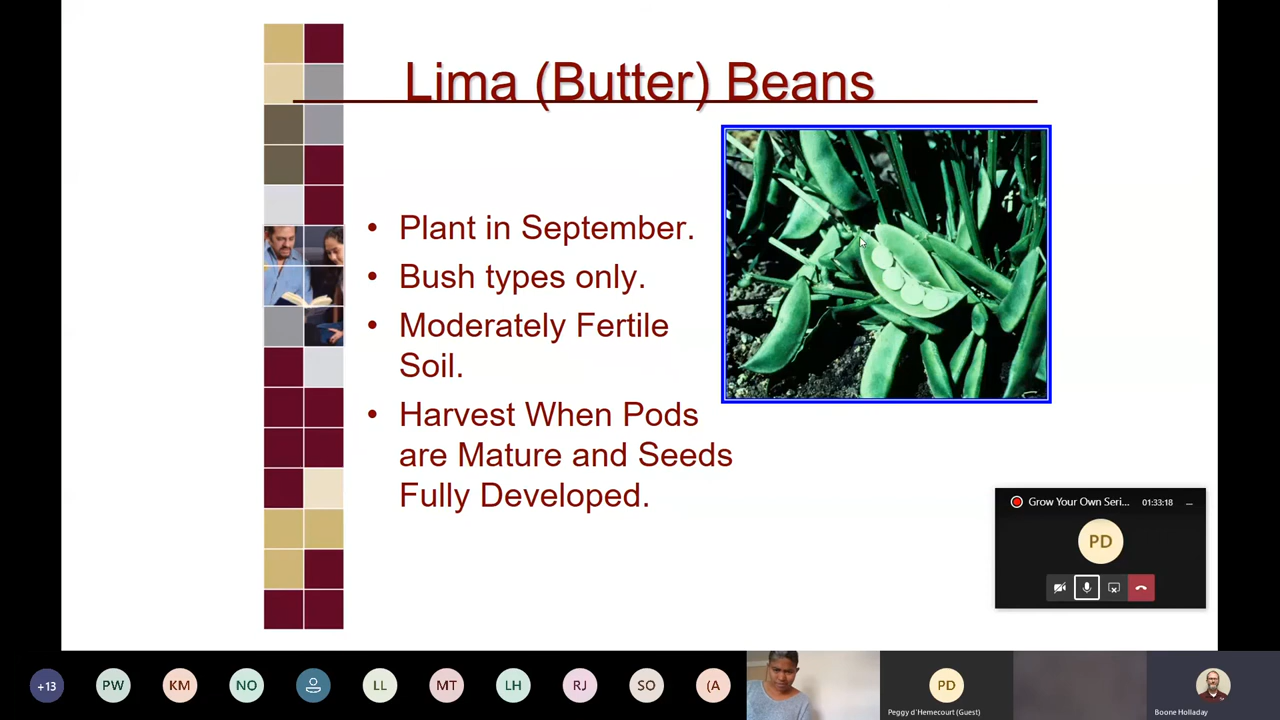 Lima (Butter) Beans
• Plant in September.
• Bush types only.
• Moderately Fertile
Soil.
• Harvest When Pods
are Mature and Seeds
Fully Developed.
Grow Your Own Seri...
01:33:18
PD
+13
PW
KM
NO
LL
MT
LH
RJ
SO
(A
PD
Peggy d'Hemecourt (Guest)
Boone Holladay